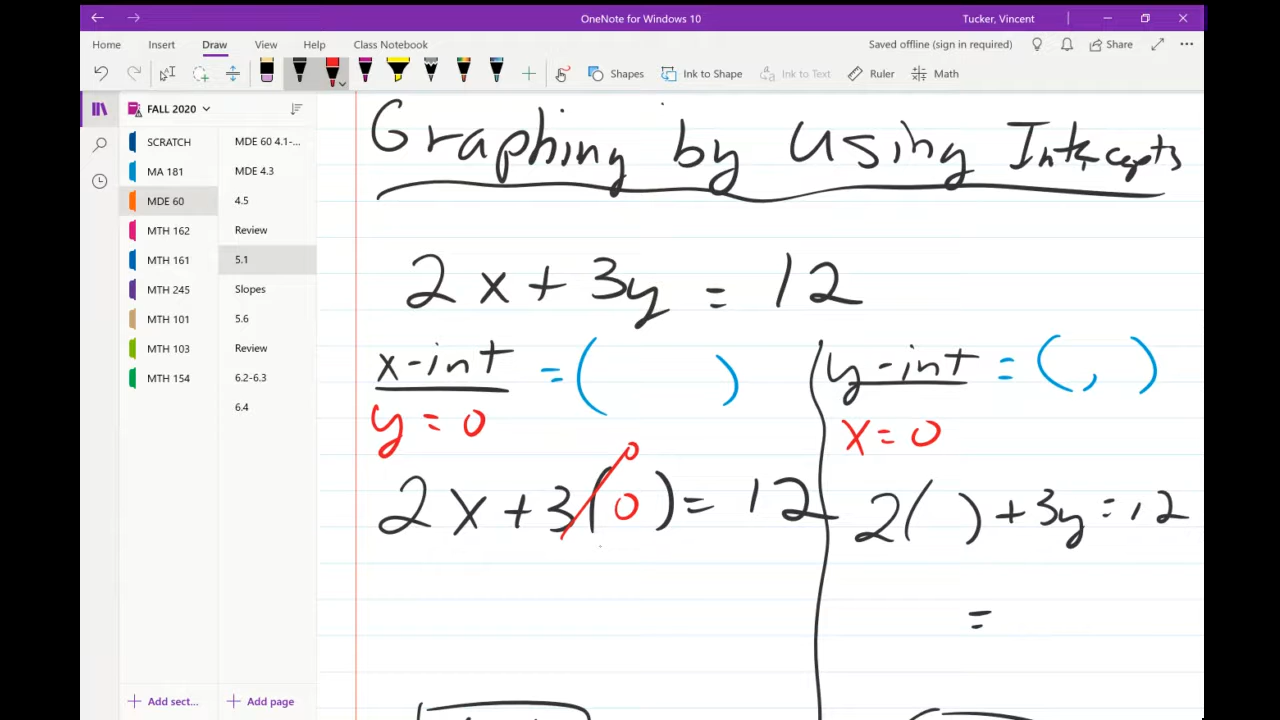 OneNote for Windows 10
Tucker, Vincent
Home Insert Draw View Help Class Notebook
Saved offline (sign in required) Share
Shapes Ink to Shape Ink to Text Ruler Math
FALL 2020
SCRATCH
MA 181
MDE 60
MTH 162
MTH 161
MTH 245
MTH 101
MTH 103
MTH 154
Add sect...
MDE 60 4.1-...
MDE 4.3
4.5
Review
5.1
Slopes
5.6
Review
6.2-6.3
6.4
Add page
Graphing by Using Intercepts
2x + 3y = 12
x-int = ( )
y = 0
2x + 3(0) = 12
0
y-int = ( , )
x = 0
2( ) + 3y = 12
=